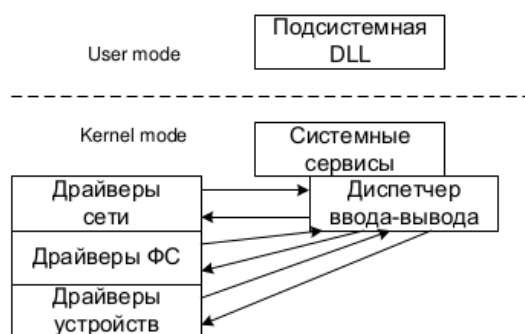 Подсистемная
DLL
User mode
Kernel mode
Системные
сервисы
Драйверы
сети
Диспетчер
ввода-вывода
Драйверы ФС
Драйверы
устройств